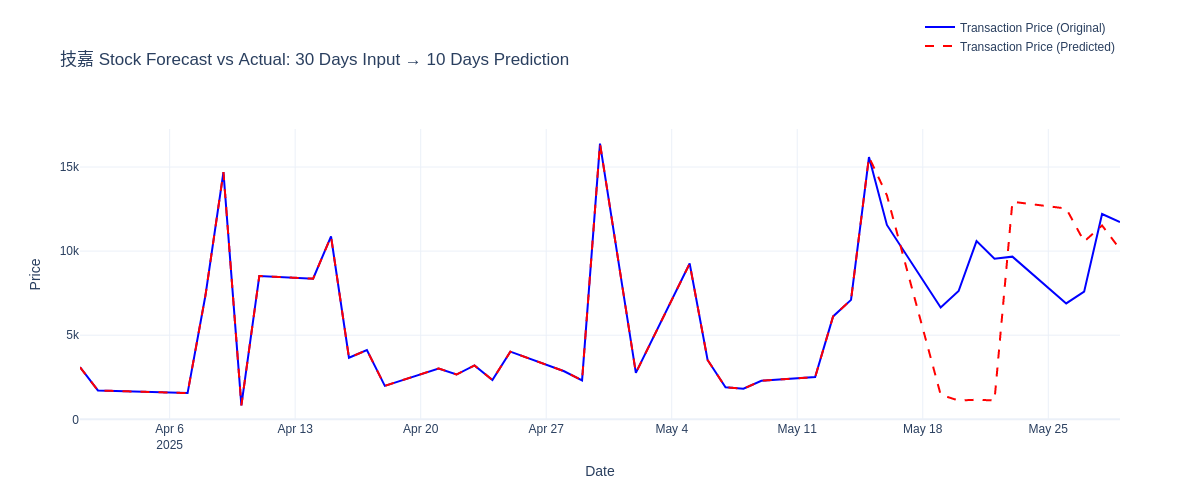 Transaction Price (Original)
Transaction Price (Predicted)
技嘉 Stock Forecast vs Actual: 30 Days Input → 10 Days Prediction
Price
15k
10k
5k
0
Apr 6 Apr 13 Apr 20 Apr 27 May 4 May 11 May 18 May 25
2025
Date